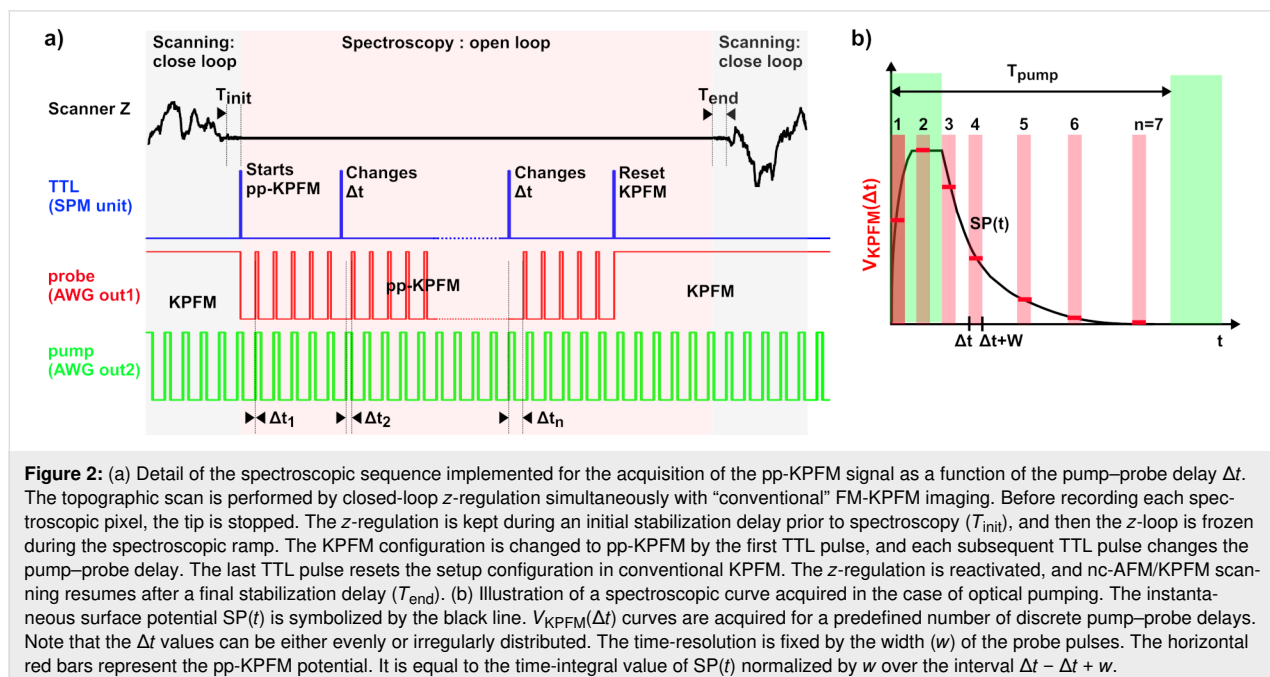 a)
Scanning:
close loop
Spectroscopy : open loop
Scanning:
close loop
Scanner Z
Tinit
Tend
TTL
(SPM unit)
Starts
pp-KPFM
Changes
Δt
Changes
Δt
Reset
KPFM
probe
(AWG out1)
KPFM
pp-KPFM
KPFM
pump
(AWG out2)
Δt1
Δt2
Δtn
b)
Tpump
1 2 3 4 5 6 n=7
VKPFM(Δt)
SP(t)
Δt Δt+W
t
Figure 2: (a) Detail of the spectroscopic sequence implemented for the acquisition of the pp-KPFM signal as a function of the pump–probe delay Δt.
The topographic scan is performed by closed-loop z-regulation simultaneously with “conventional” FM-KPFM imaging. Before recording each spec-
troscopic pixel, the tip is stopped. The z-regulation is kept during an initial stabilization delay prior to spectroscopy (Tinit), and then the z-loop is frozen
during the spectroscopic ramp. The KPFM configuration is changed to pp-KPFM by the first TTL pulse, and each subsequent TTL pulse changes the
pump–probe delay. The last TTL pulse resets the setup configuration in conventional KPFM. The z-regulation is reactivated, and nc-AFM/KPFM scan-
ning resumes after a final stabilization delay (Tend). (b) Illustration of a spectroscopic curve acquired in the case of optical pumping. The instanta-
neous surface potential SP(t) is symbolized by the black line. VKPFM(Δt) curves are acquired for a predefined number of discrete pump–probe delays.
Note that the Δt values can be either evenly or irregularly distributed. The time-resolution is fixed by the width (w) of the probe pulses. The horizontal
red bars represent the pp-KPFM potential. It is equal to the time-integral value of SP(t) normalized by w over the interval Δt − Δt + w.